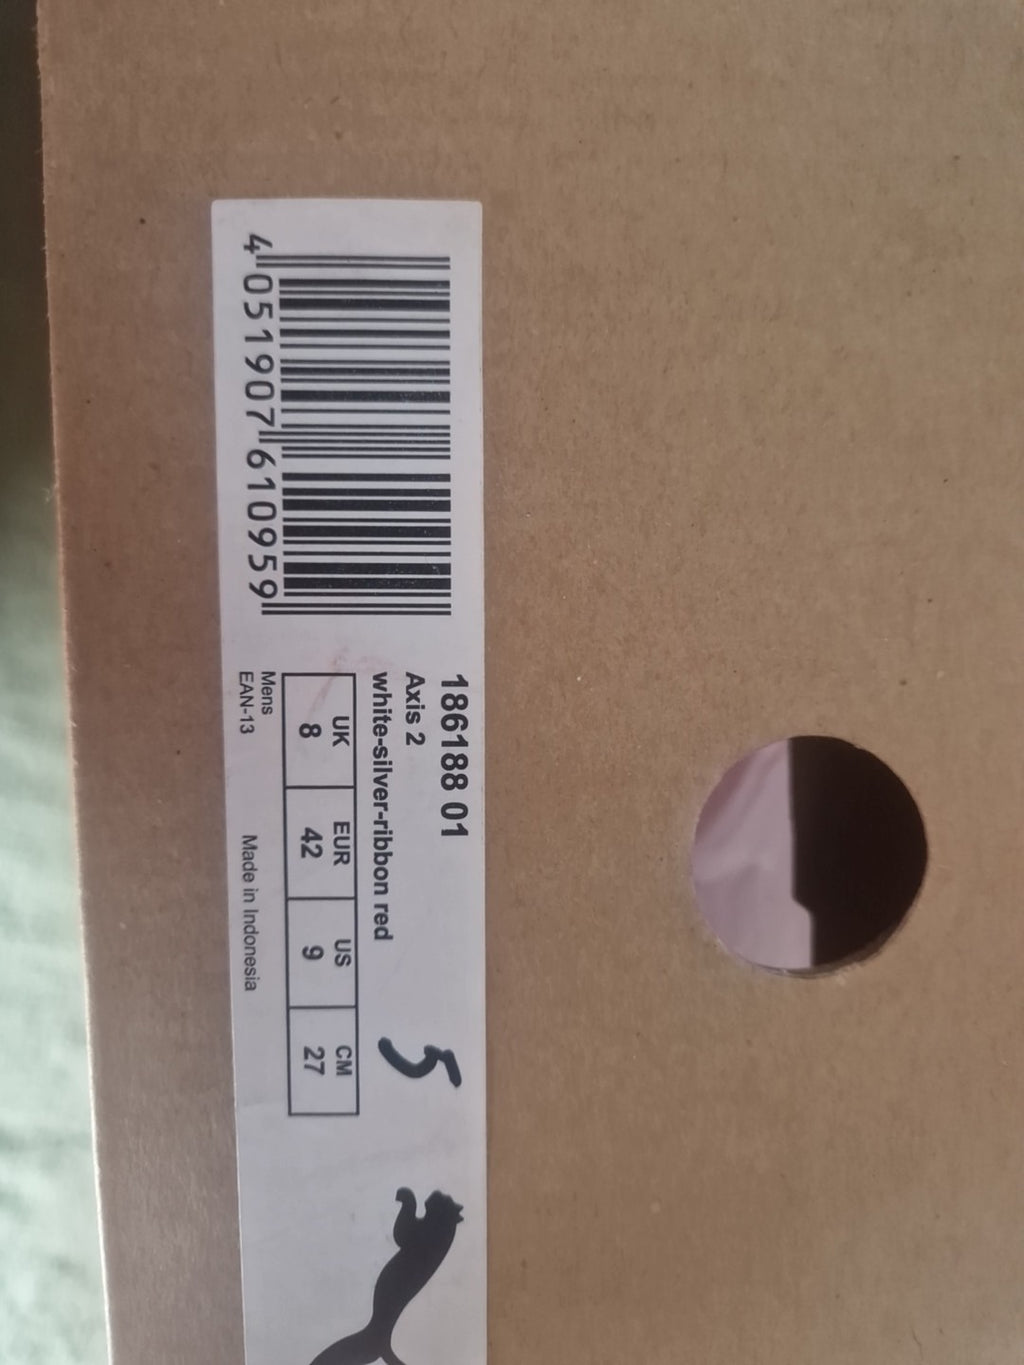 4 051907 610959
186188 01
Axis 2
white-silver-ribbon red
UK EUR US CM
8 42 9 27
Mens
EAN-13 Made in Indonesia
5